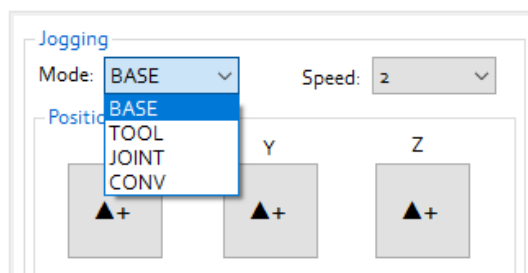 Jogging
Mode: BASE Speed: 2
BASE
TOOL
JOINT
CONV
Y Z
▲+ ▲+ ▲+